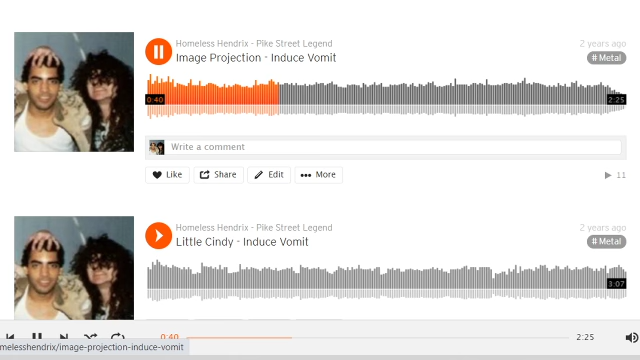 Homeless Hendrix - Pike Street Legend
2 years ago
Image Projection - Induce Vomit
# Metal
0:40
2:25
Write a comment
Like
Share
Edit
More
11
Homeless Hendrix - Pike Street Legend
2 years ago
Little Cindy - Induce Vomit
# Metal
3:07
0:40
2:25
melesshendrix/image-projection-induce-vomit